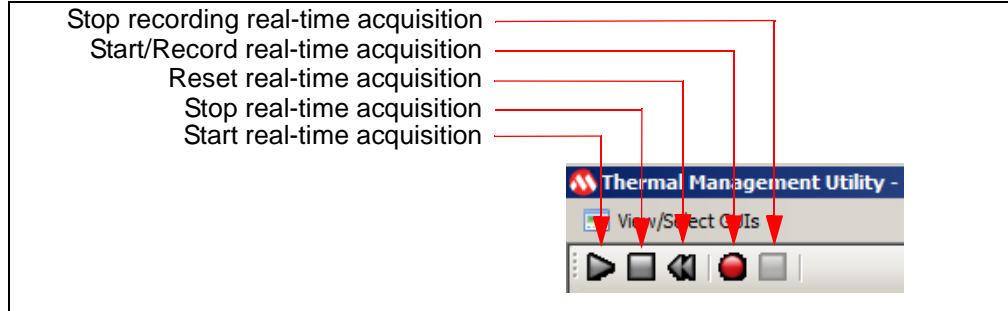 Stop recording real-time acquisition
Start/Record real-time acquisition
Reset real-time acquisition
Stop real-time acquisition
Start real-time acquisition
Thermal Management Utility -
View/Select GUIs